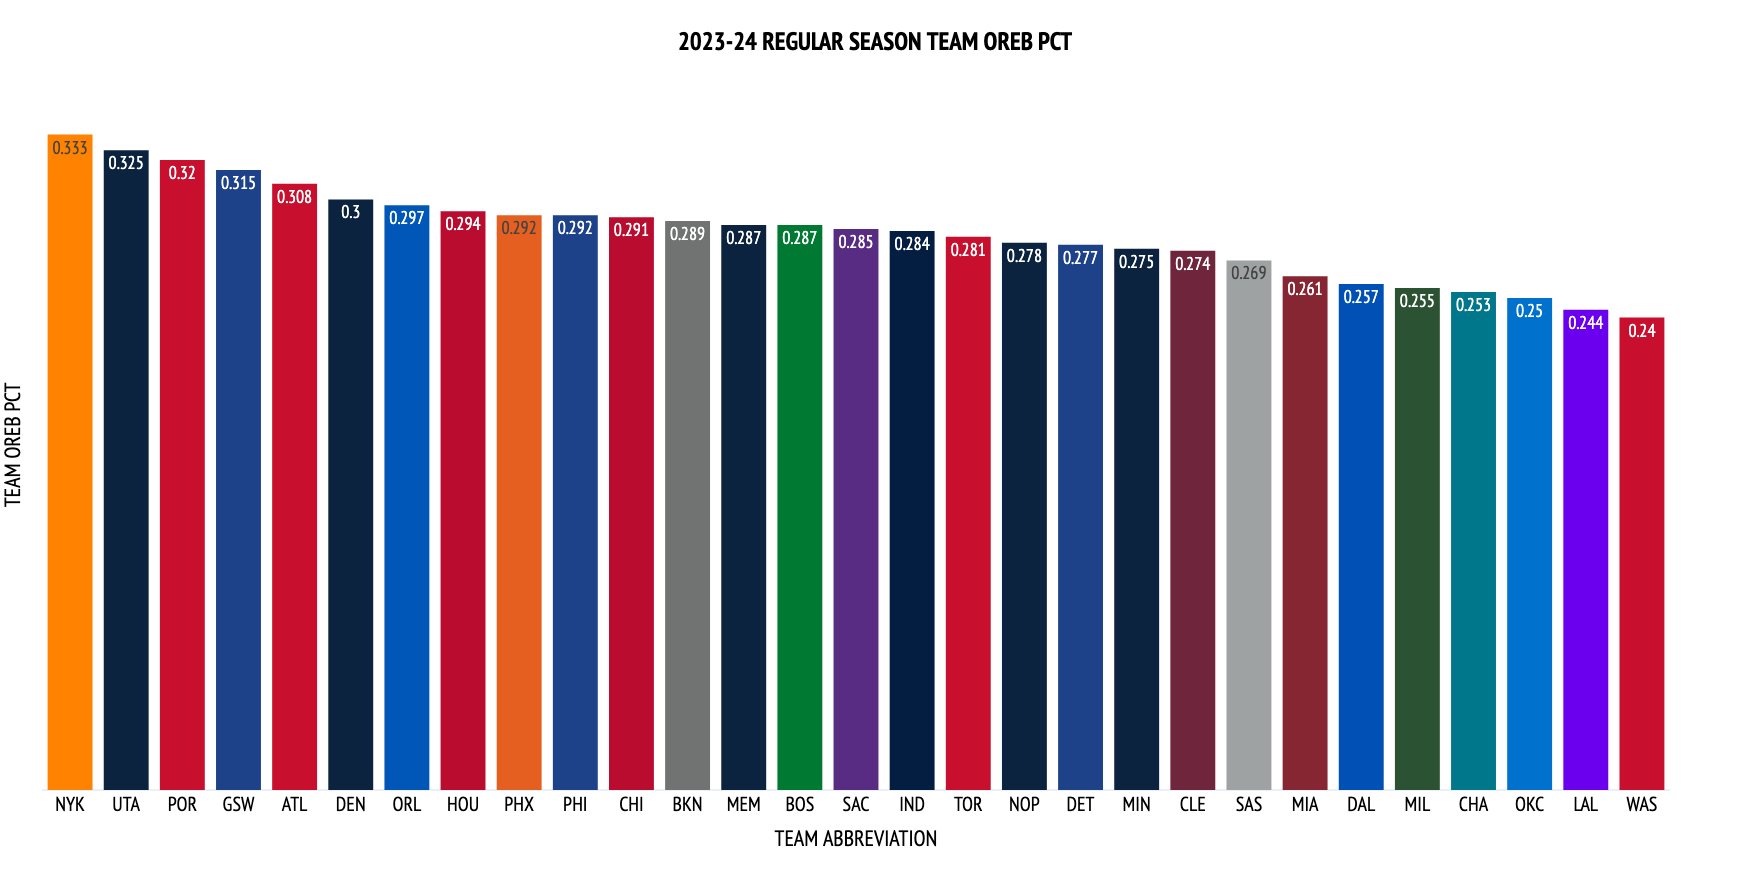 2023-24 REGULAR SEASON TEAM OREB PCT
TEAM OREB PCT
0.333 0.325 0.32 0.315 0.308 0.3 0.297 0.294 0.292 0.292 0.291 0.289 0.287 0.287 0.285 0.284 0.281 0.278 0.277 0.275 0.274 0.269 0.261 0.257 0.255 0.253 0.25 0.244 0.24
NYK UTA POR GSW ATL DEN ORL HOU PHX PHI CHI BKN MEM BOS SAC IND TOR NOP DET MIN CLE SAS MIA DAL MIL CHA OKC LAL WAS
TEAM ABBREVIATION